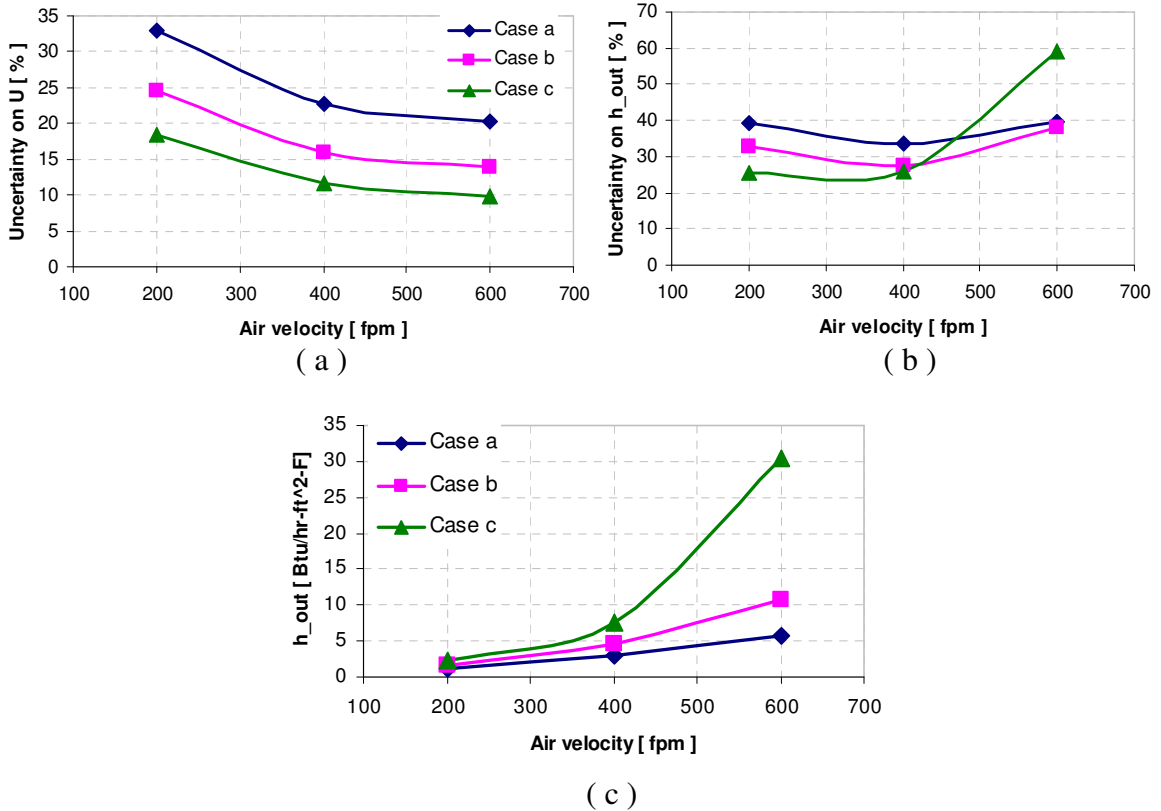 35
30
25
20
15
10
5
0
Uncertainty on U [ % ]
Case a
Case b
Case c
100 200 300 400 500 600 700
Air velocity [ fpm ]
( a )
70
60
50
40
30
20
10
0
Uncertainty on h_out [ % ]
100 200 300 400 500 600 700
Air velocity [ fpm ]
( b )
35
30
25
20
15
10
5
0
h_out [ Btu/hr-ft^2-F]
Case a
Case b
Case c
100 200 300 400 500 600 700
Air velocity [ fpm ]
( c )